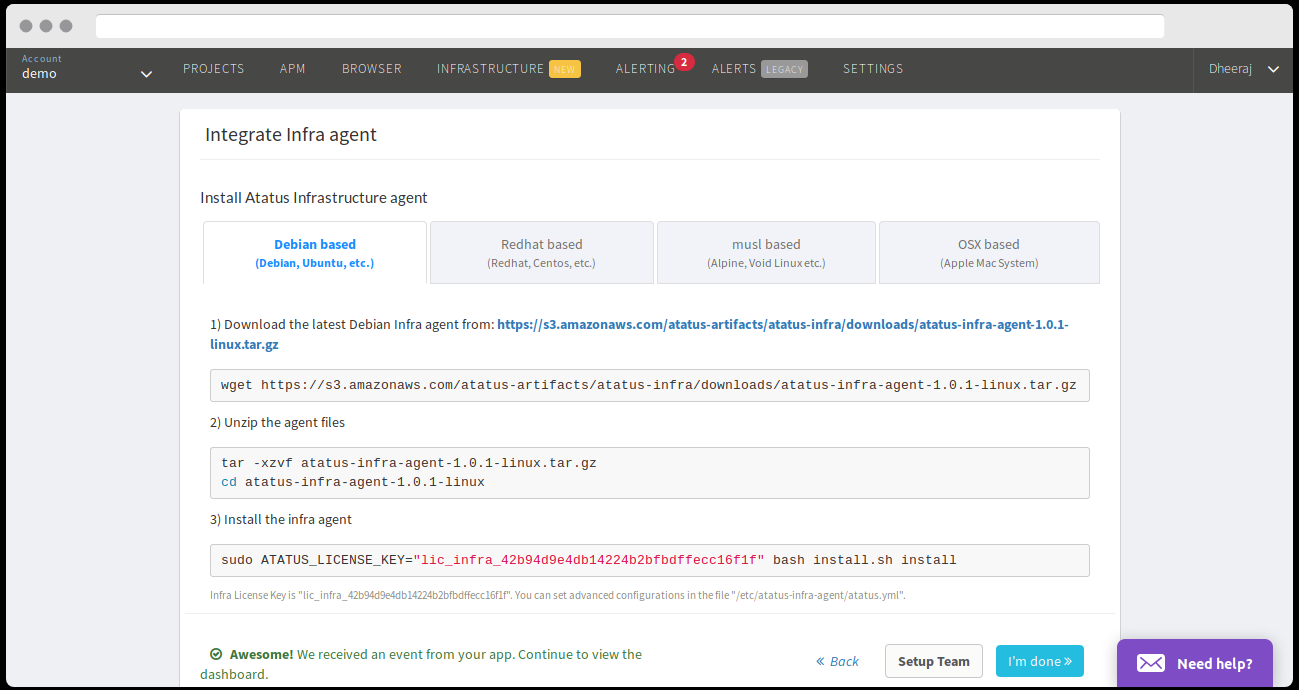 Account
demo
PROJECTS APM BROWSER INFRASTRUCTURE NEW ALERTING 2 ALERTS LEGACY SETTINGS Dheeraj
Integrate Infra agent
Install Atatus Infrastructure agent
Debian based Redhat based musl based OSX based
(Debian, Ubuntu, etc.) (Redhat, Centos, etc.) (Alpine, Void Linux etc.) (Apple Mac System)
1) Download the latest Debian Infra agent from: https://s3.amazonaws.com/atatus-artifacts/atatus-infra/downloads/atatus-infra-agent-1.0.1-
linux.tar.gz
wget https://s3.amazonaws.com/atatus-artifacts/atatus-infra/downloads/atatus-infra-agent-1.0.1-linux.tar.gz
2) Unzip the agent files
tar -xzvf atatus-infra-agent-1.0.1-linux.tar.gz
cd atatus-infra-agent-1.0.1-linux
3) Install the infra agent
sudo ATATUS_LICENSE_KEY="lic_infra_42b94d9e4db14224b2bfbdffecc16f1f" bash install.sh install
Infra License Key is "lic_infra_42b94d9e4db14224b2bfbdffecc16f1f". You can set advanced configurations in the file "/etc/atatus-infra-agent/atatus.yml".
Awesome! We received an event from your app. Continue to view the
dashboard.
« Back Setup Team I'm done » Need help?